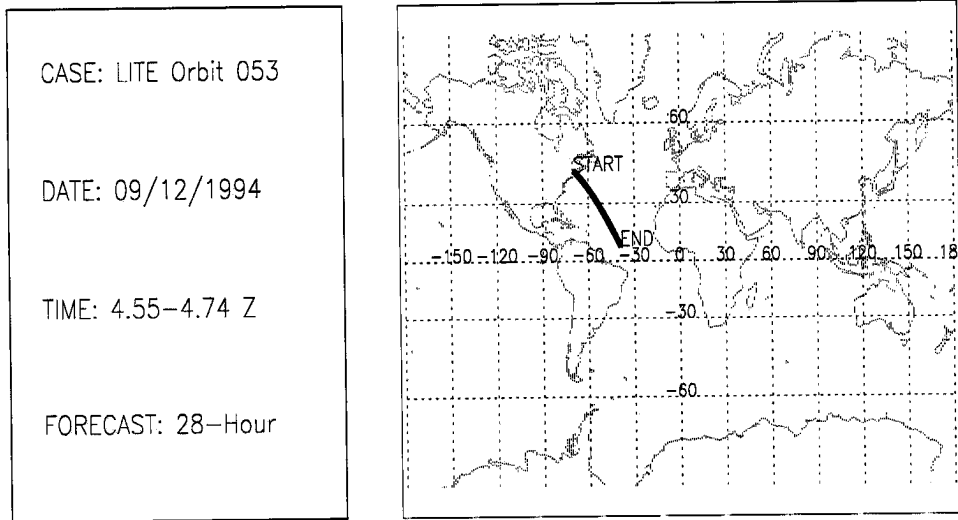 CASE: LITE Orbit 053
DATE: 09/12/1994
TIME: 4.55-4.74 Z
FORECAST: 28-Hour
60
START
30
END
-150 -120 -90 -60 -30 0 30 60 90 120 150 18
-30
-60